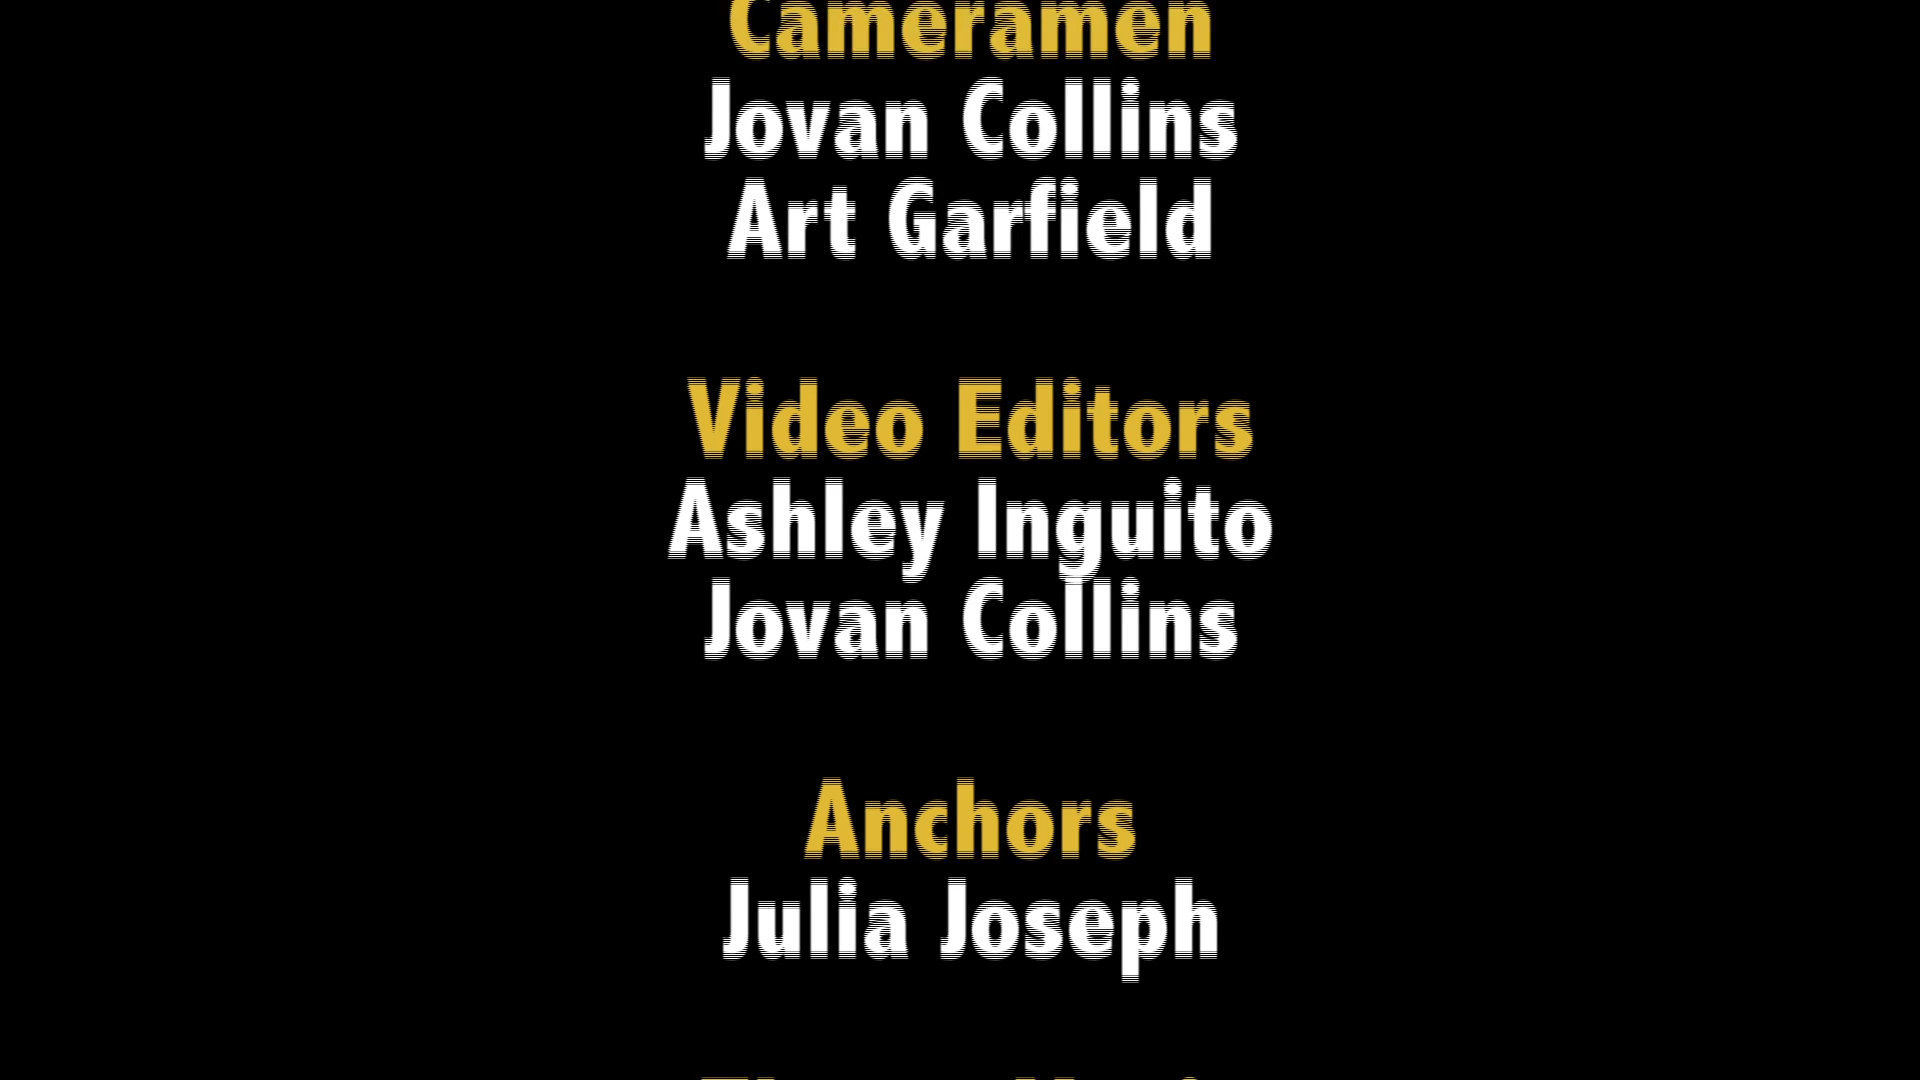 Cameramen
Jovan Collins
Art Garfield
Video Editors
Ashley Inguito
Jovan Collins
Anchors
Julia Joseph